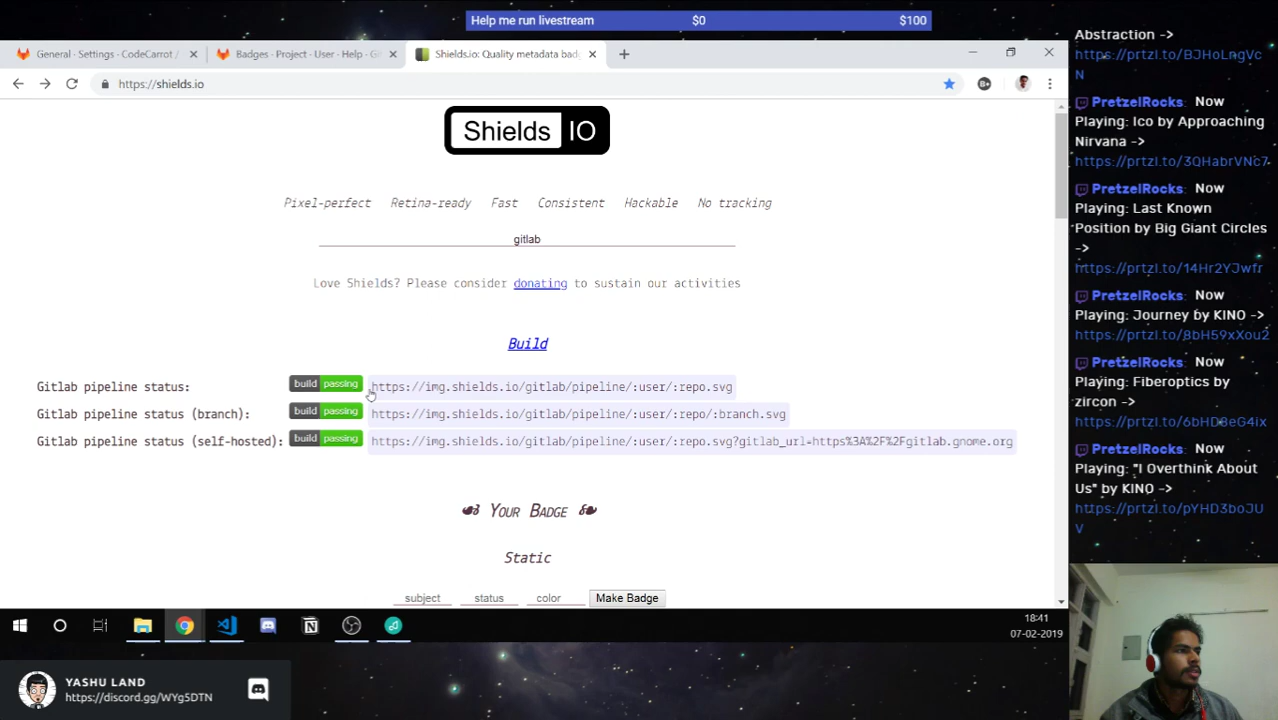 Help me run livestream $0 $100
General · Settings · CodeCarrot /
Badges · Project · User · Help · Gi
Shields.io: Quality metadata bad
https://shields.io
Shields IO
Pixel-perfect Retina-ready Fast Consistent Hackable No tracking
gitlab
Love Shields? Please consider donating to sustain our activities
Build
Gitlab pipeline status: build passing https://img.shields.io/gitlab/pipeline/:user/:repo.svg
Gitlab pipeline status (branch): build passing https://img.shields.io/gitlab/pipeline/:user/:repo/:branch.svg
Gitlab pipeline status (self-hosted): build passing https://img.shields.io/gitlab/pipeline/:user/:repo.svg?gitlab_url=https%3A%2F%2Fgitlab.gnome.org
Your Badge
Static
subject status color Make Badge
18:41
07-02-2019
YASHU LAND
https://discord.gg/WYg5DTN
Abstraction ->
https://prtzl.to/BJHoLngVc
N
PretzelRocks: Now
Playing: Ico by Approaching
Nirvana ->
https://prtzl.to/3QHabrVNc7
PretzelRocks: Now
Playing: Last Known
Position by Big Giant Circles
->
https://prtzl.to/14Hr2YJwfr
PretzelRocks: Now
Playing: Journey by KINO ->
https://prtzl.to/8bH59xXou2
PretzelRocks: Now
Playing: Fiberoptics by
zircon ->
https://prtzl.to/6bHD8eG4ix
PretzelRocks: Now
Playing: "I Overthink About
Us" by KINO ->
https://prtzl.to/pYHD3boJU
V